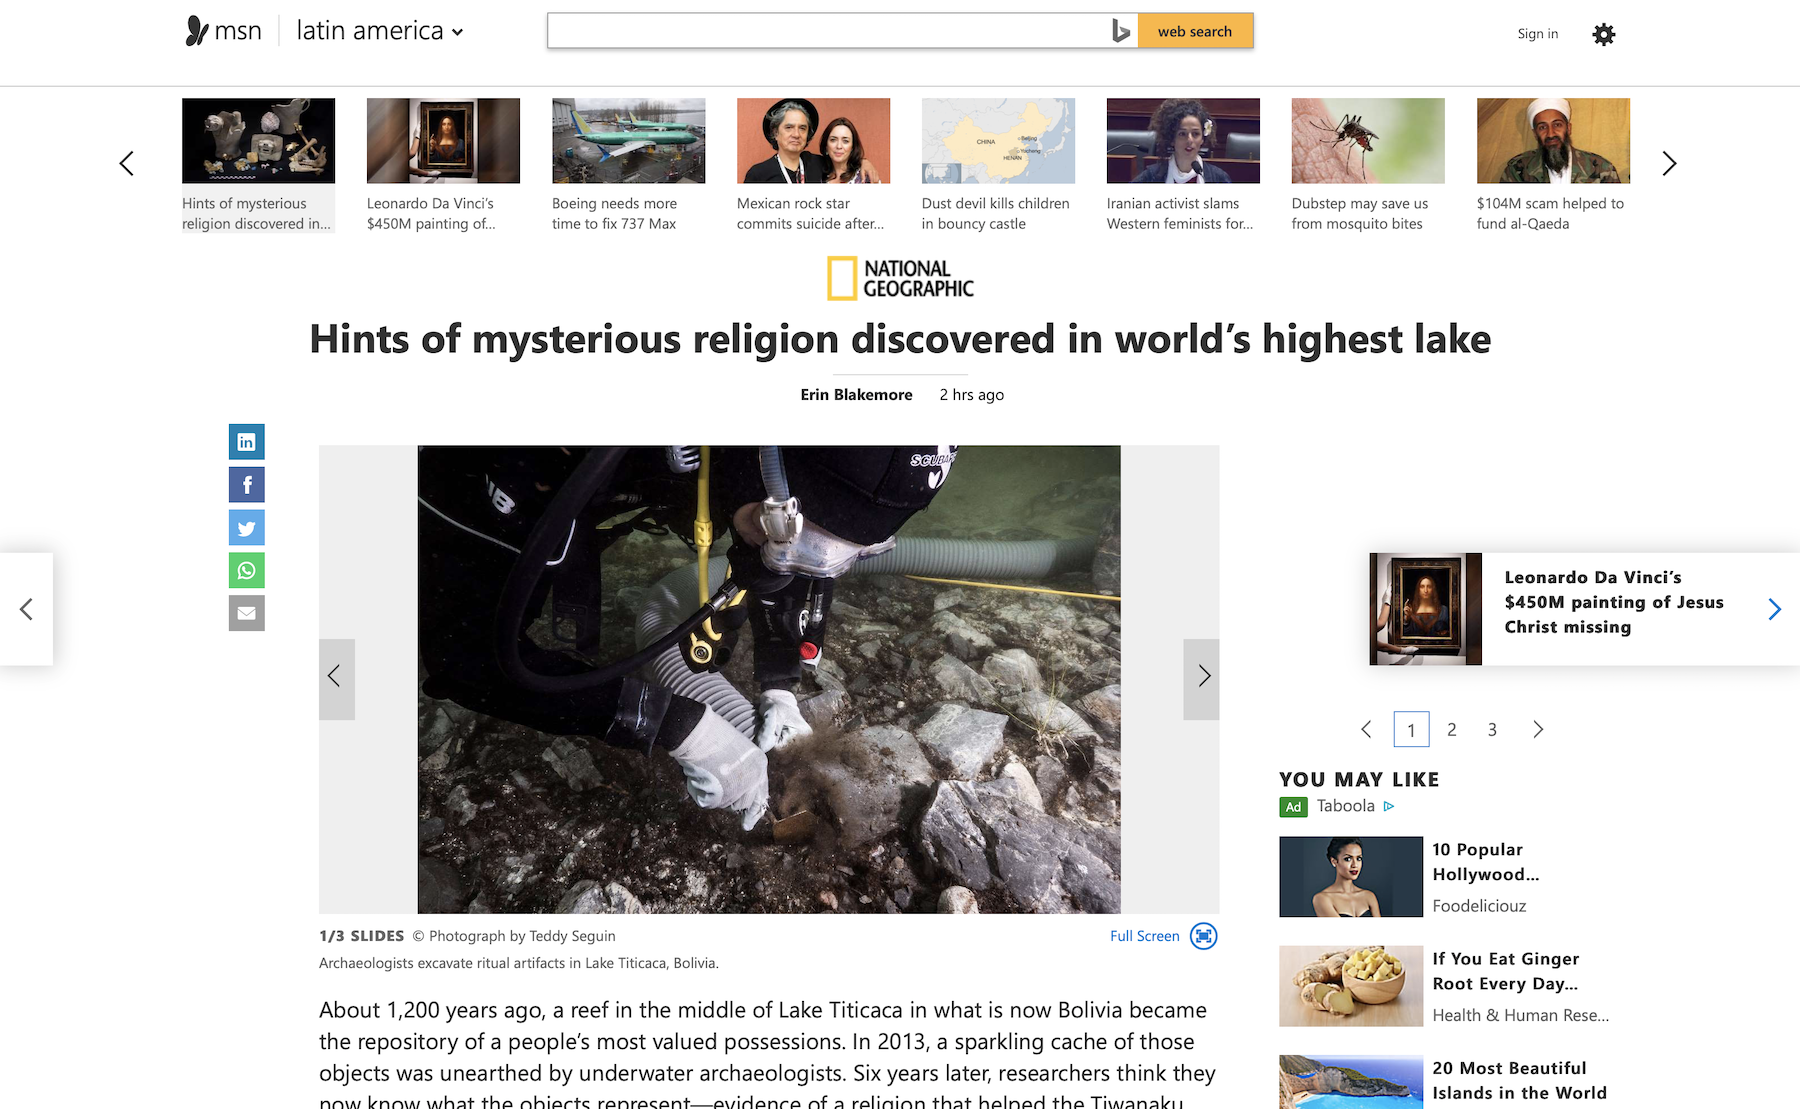 msn
latin america
web search
Sign in
Hints of mysterious
religion discovered in...
Leonardo Da Vinci's
$450M painting of...
Boeing needs more
time to fix 737 Max
Mexican rock star
commits suicide after...
CHINA
Beijing
Yucheng
HENAN
Dust devil kills children
in bouncy castle
Iranian activist slams
Western feminists for...
Dubstep may save us
from mosquito bites
$104M scam helped to
fund al-Qaeda
NATIONAL
GEOGRAPHIC
Hints of mysterious religion discovered in world's highest lake
Erin Blakemore 2 hrs ago
in
f
SCUBA
Leonardo Da Vinci's
$450M painting of Jesus
Christ missing
1 2 3
1/3 SLIDES © Photograph by Teddy Seguin
Full Screen
Archaeologists excavate ritual artifacts in Lake Titicaca, Bolivia.
About 1,200 years ago, a reef in the middle of Lake Titicaca in what is now Bolivia became
the repository of a people's most valued possessions. In 2013, a sparkling cache of those
objects was unearthed by underwater archaeologists. Six years later, researchers think they
now know what the objects represent—evidence of a religion that helped the Tiwanaku
YOU MAY LIKE
Ad Taboola
10 Popular
Hollywood...
Foodeliciouz
If You Eat Ginger
Root Every Day...
Health & Human Rese...
20 Most Beautiful
Islands in the World